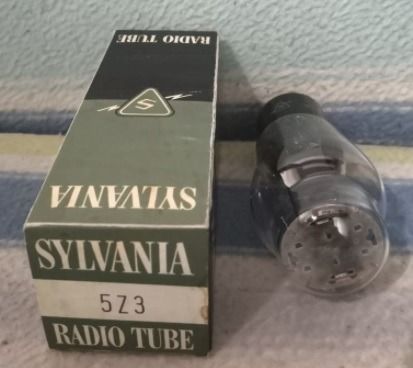 RADIO TUBE
S
SYLVANIA
SYLVANIA
5Z3
RADIO TUBE